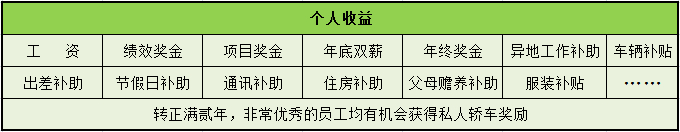 个人收益
工 资 绩效奖金 项目奖金 年底双薪 年终奖金 异地工作补助 车辆补贴
出差补助 节假日补助 通讯补助 住房补助 父母赡养补助 服装补贴 ……
转正满贰年，非常优秀的员工均有机会获得私人轿车奖励